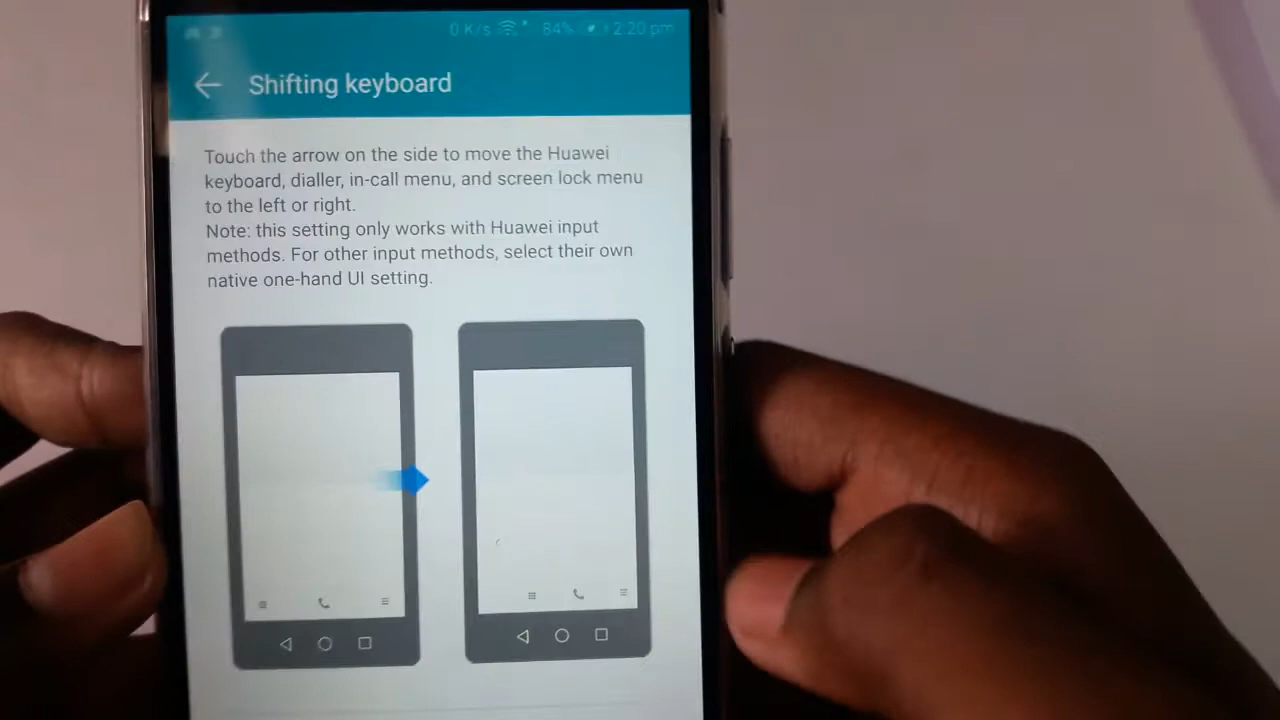 0 K/s 84% 2:20 pm
Shifting keyboard
Touch the arrow on the side to move the Huawei
keyboard, dialler, in-call menu, and screen lock menu
to the left or right.
Note: this setting only works with Huawei input
methods. For other input methods, select their own
native one-hand UI setting.